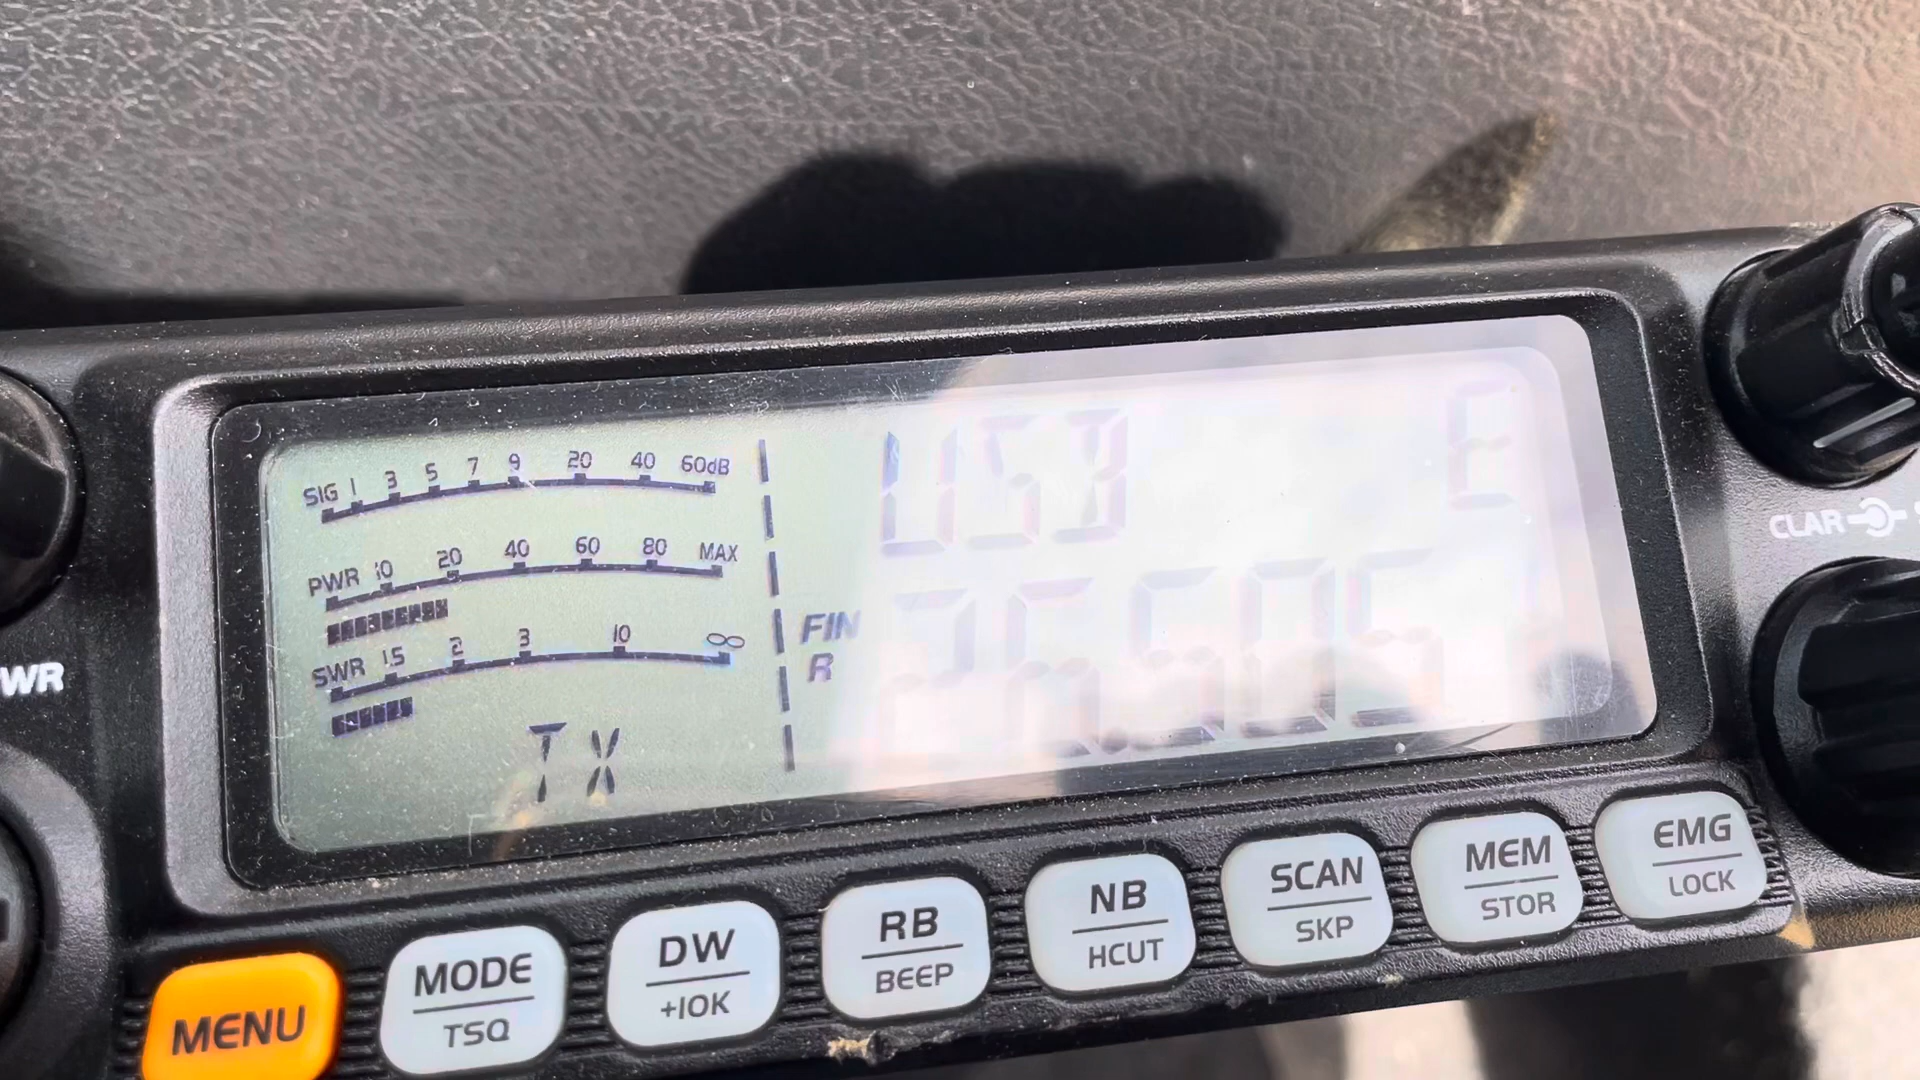 SIG 1 3 5 7 9 20 40 60dB
USB E
PWR 10 20 40 60 80 MAX
FIN
R
26.505
SWR 1.5 2 3 10 ∞
TX
CLAR
WR
MENU
MODE
TSQ
DW
+10K
RB
BEEP
NB
HCUT
SCAN
SKP
MEM
STOR
EMG
LOCK